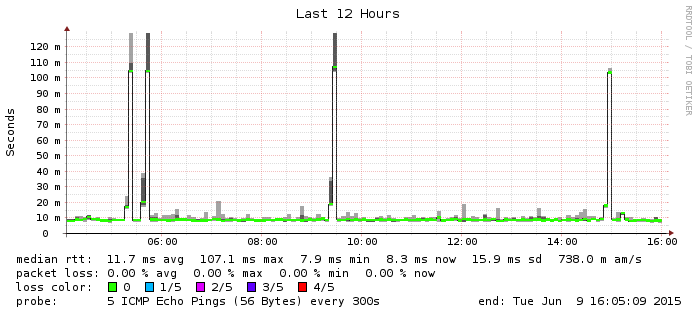 Last 12 Hours
RRDTOOL / TOBI OETIKER
Seconds
120 m
110 m
100 m
90 m
80 m
70 m
60 m
50 m
40 m
30 m
20 m
10 m
0
06:00 08:00 10:00 12:00 14:00 16:00
median rtt: 11.7 ms avg 107.1 ms max 7.9 ms min 8.3 ms now 15.9 ms sd 738.0 m am/s
packet loss: 0.00 % avg 0.00 % max 0.00 % min 0.00 % now
loss color: 0 1/5 2/5 3/5 4/5
probe: 5 ICMP Echo Pings (56 Bytes) every 300s end: Tue Jun 9 16:05:09 2015